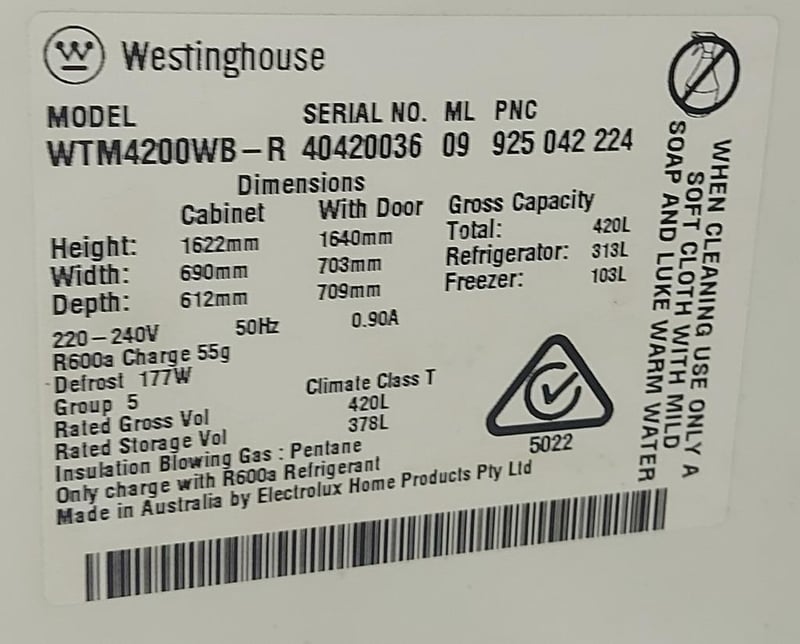 W
Westinghouse
MODEL SERIAL NO. ML PNC
WTM4200WB-R 40420036 09 925 042 224
Dimensions
Cabinet With Door Gross Capacity
Height: 1622mm 1640mm Total: 420L
Width: 690mm 703mm Refrigerator: 313L
Depth: 612mm 709mm Freezer: 103L
220-240V 50Hz 0.90A
R600a Charge 55g
Defrost 177W
Group 5 Climate Class T
Rated Gross Vol 420L
Rated Storage Vol 378L
Insulation Blowing Gas : Pentane
Only charge with R600a Refrigerant
Made in Australia by Electrolux Home Products Pty Ltd
5022
WHEN CLEANING USE ONLY A
SOFT CLOTH WITH MILD
SOAP AND LUKE WARM WATER